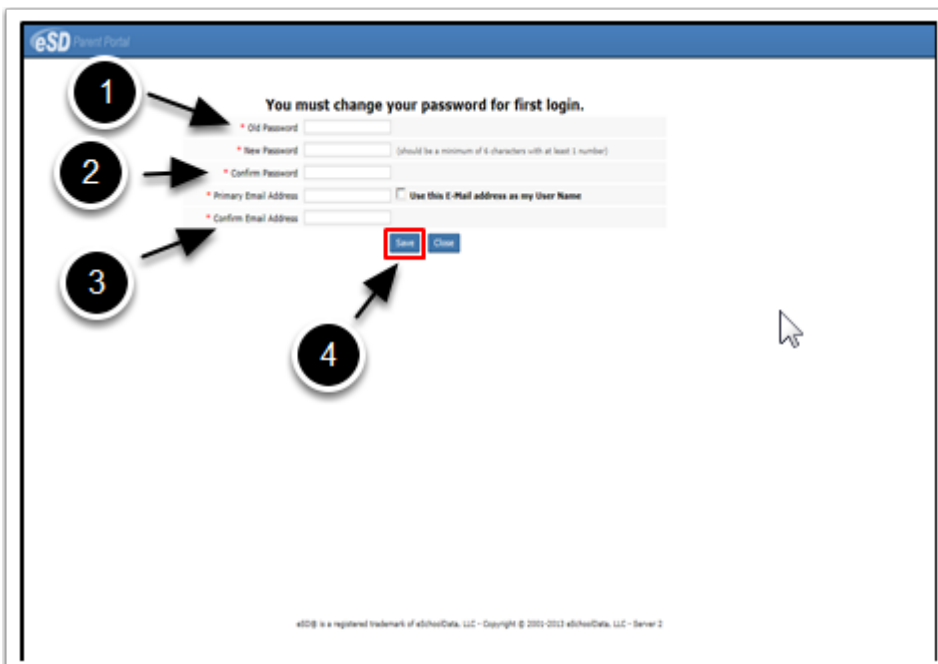 eSD Parent Portal
1
You must change your password for first login.
* Old Password
* New Password (should be a minimum of 6 characters with at least 1 number)
2
* Confirm Password
* Primary Email Address Use this E-Mail address as my User Name
* Confirm Email Address
Save Close
3
4
eSD® is a registered trademark of eSchoolData, LLC - Copyright © 2001-2013 eSchoolData, LLC - Server 2